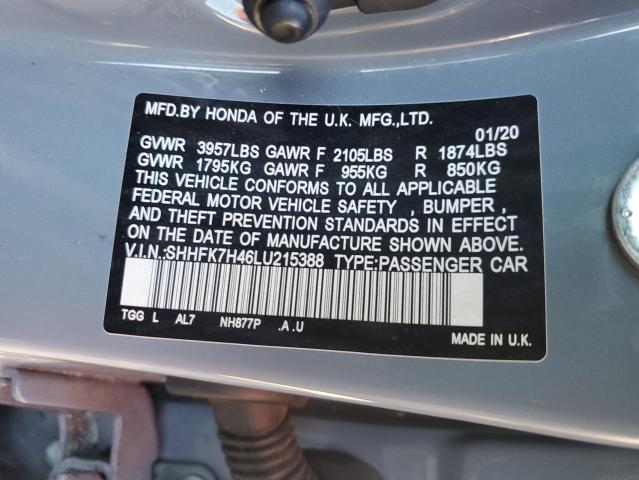 MFD.BY HONDA OF THE U.K. MFG.,LTD.
01/20
GVWR 3957LBS GAWR F 2105LBS R 1874LBS
GVWR 1795KG GAWR F 955KG R 850KG
THIS VEHICLE CONFORMS TO ALL APPLICABLE
FEDERAL MOTOR VEHICLE SAFETY , BUMPER ,
AND THEFT PREVENTION STANDARDS IN EFFECT
ON THE DATE OF MANUFACTURE SHOWN ABOVE.
V.I.N.:SHHFK7H46LU215388 TYPE:PASSENGER CAR
TGG L AL7 NH877P .A .U
MADE IN U.K.